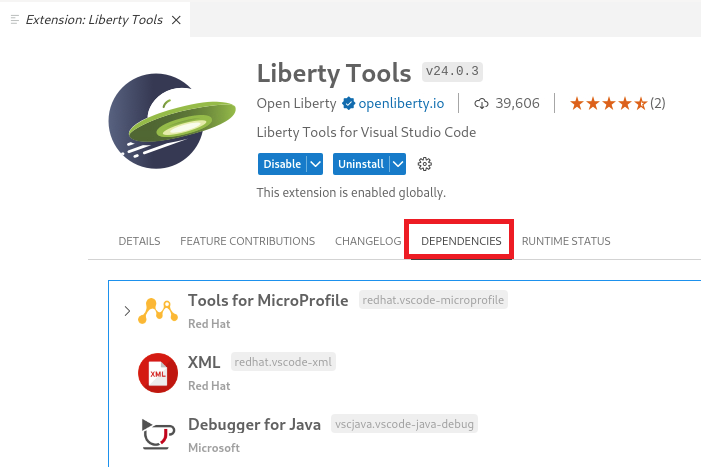 Extension: Liberty Tools
Liberty Tools v24.0.3
Open Liberty openliberty.io 39,606 (2)
Liberty Tools for Visual Studio Code
Disable Uninstall
This extension is enabled globally.
DETAILS FEATURE CONTRIBUTIONS CHANGELOG DEPENDENCIES RUNTIME STATUS
Tools for MicroProfile redhat.vscode-microprofile
Red Hat
XML XML redhat.vscode-xml
Red Hat
Debugger for Java vscjava.vscode-java-debug
Microsoft